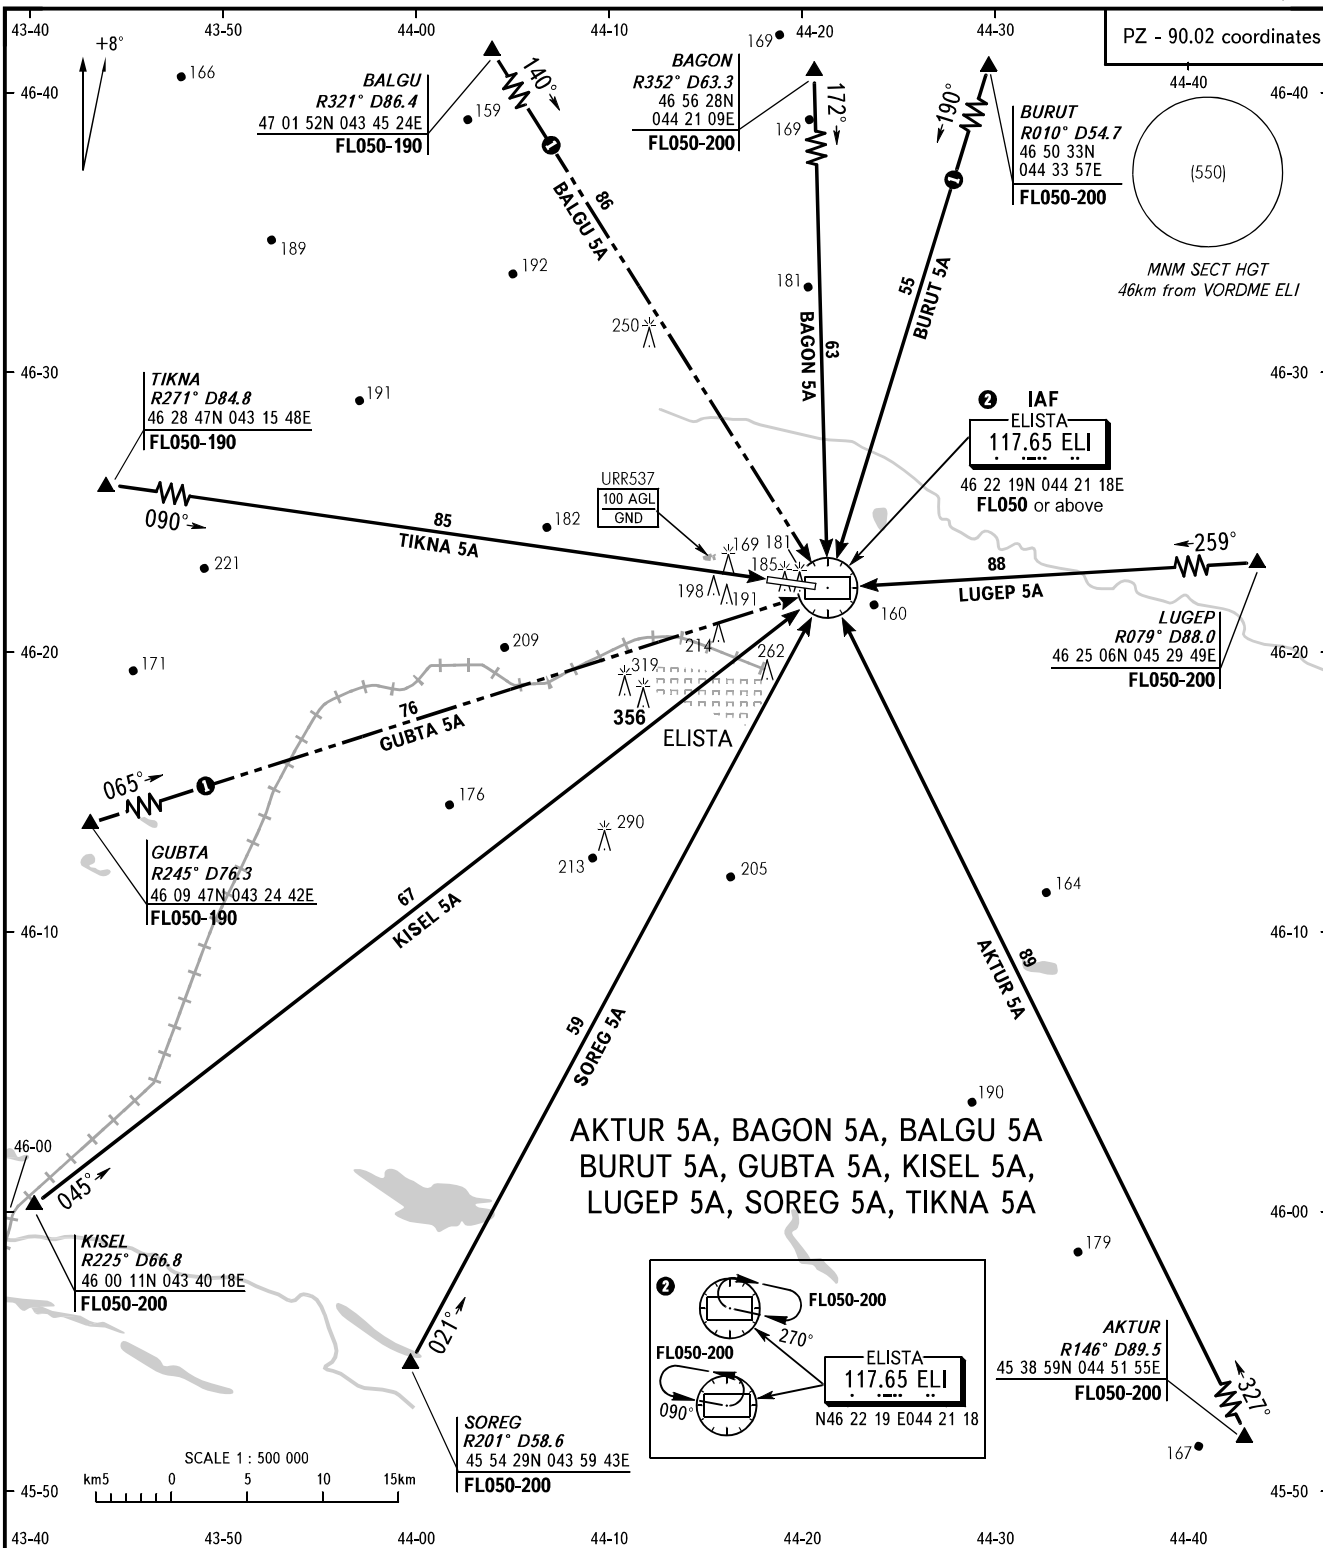 43-40
43-50
44-00
44-10
44-20
44-30
PZ - 90.02 coordinates
44-40
+8°
166
169
46-40
46-40
BALGU
R321° D86.4
47 01 52N 043 45 24E
FL050-190
140°
159
BAGON
R352° D63.3
46 56 28N
044 21 09E
FL050-200
172°
169
190°
BURUT
R010° D54.7
46 50 33N
044 33 57E
FL050-200
(550)
MNM SECT HGT
46km from VORDME ELI
1
1
86
BALGU 5A
189
192
181
55
BURUT 5A
250
63
BAGON 5A
46-30
46-30
TIKNA
R271° D84.8
46 28 47N 043 15 48E
FL050-190
191
2 IAF
ELISTA
117.65 ELI
46 22 19N 044 21 18E
FL050 or above
URR537
100 AGL
GND
090°
85
TIKNA 5A
182
221
169
181
185
198
191
160
88
LUGEP 5A
259°
LUGEP
R079° D88.0
46 25 06N 045 29 49E
FL050-200
46-20
46-20
171
209
214
262
319
356
ELISTA
76
GUBTA 5A
065°
1
176
GUBTA
R245° D76.3
46 09 47N 043 24 42E
FL050-190
290
213
205
164
67
KISEL 5A
46-10
46-10
89
AKTUR 5A
59
SOREG 5A
190
AKTUR 5A, BAGON 5A, BALGU 5A
BURUT 5A, GUBTA 5A, KISEL 5A,
LUGEP 5A, SOREG 5A, TIKNA 5A
46-00
46-00
045°
KISEL
R225° D66.8
46 00 11N 043 40 18E
FL050-200
179
2
FL050-200
270°
FL050-200
090°
ELISTA
117.65 ELI
N46 22 19 E044 21 18
021°
AKTUR
R146° D89.5
45 38 59N 044 51 55E
FL050-200
327°
167
SOREG
R201° D58.6
45 54 29N 043 59 43E
FL050-200
SCALE 1 : 500 000
km5 0 5 10 15km
45-50
45-50
43-40
43-50
44-00
44-10
44-20
44-30
44-40